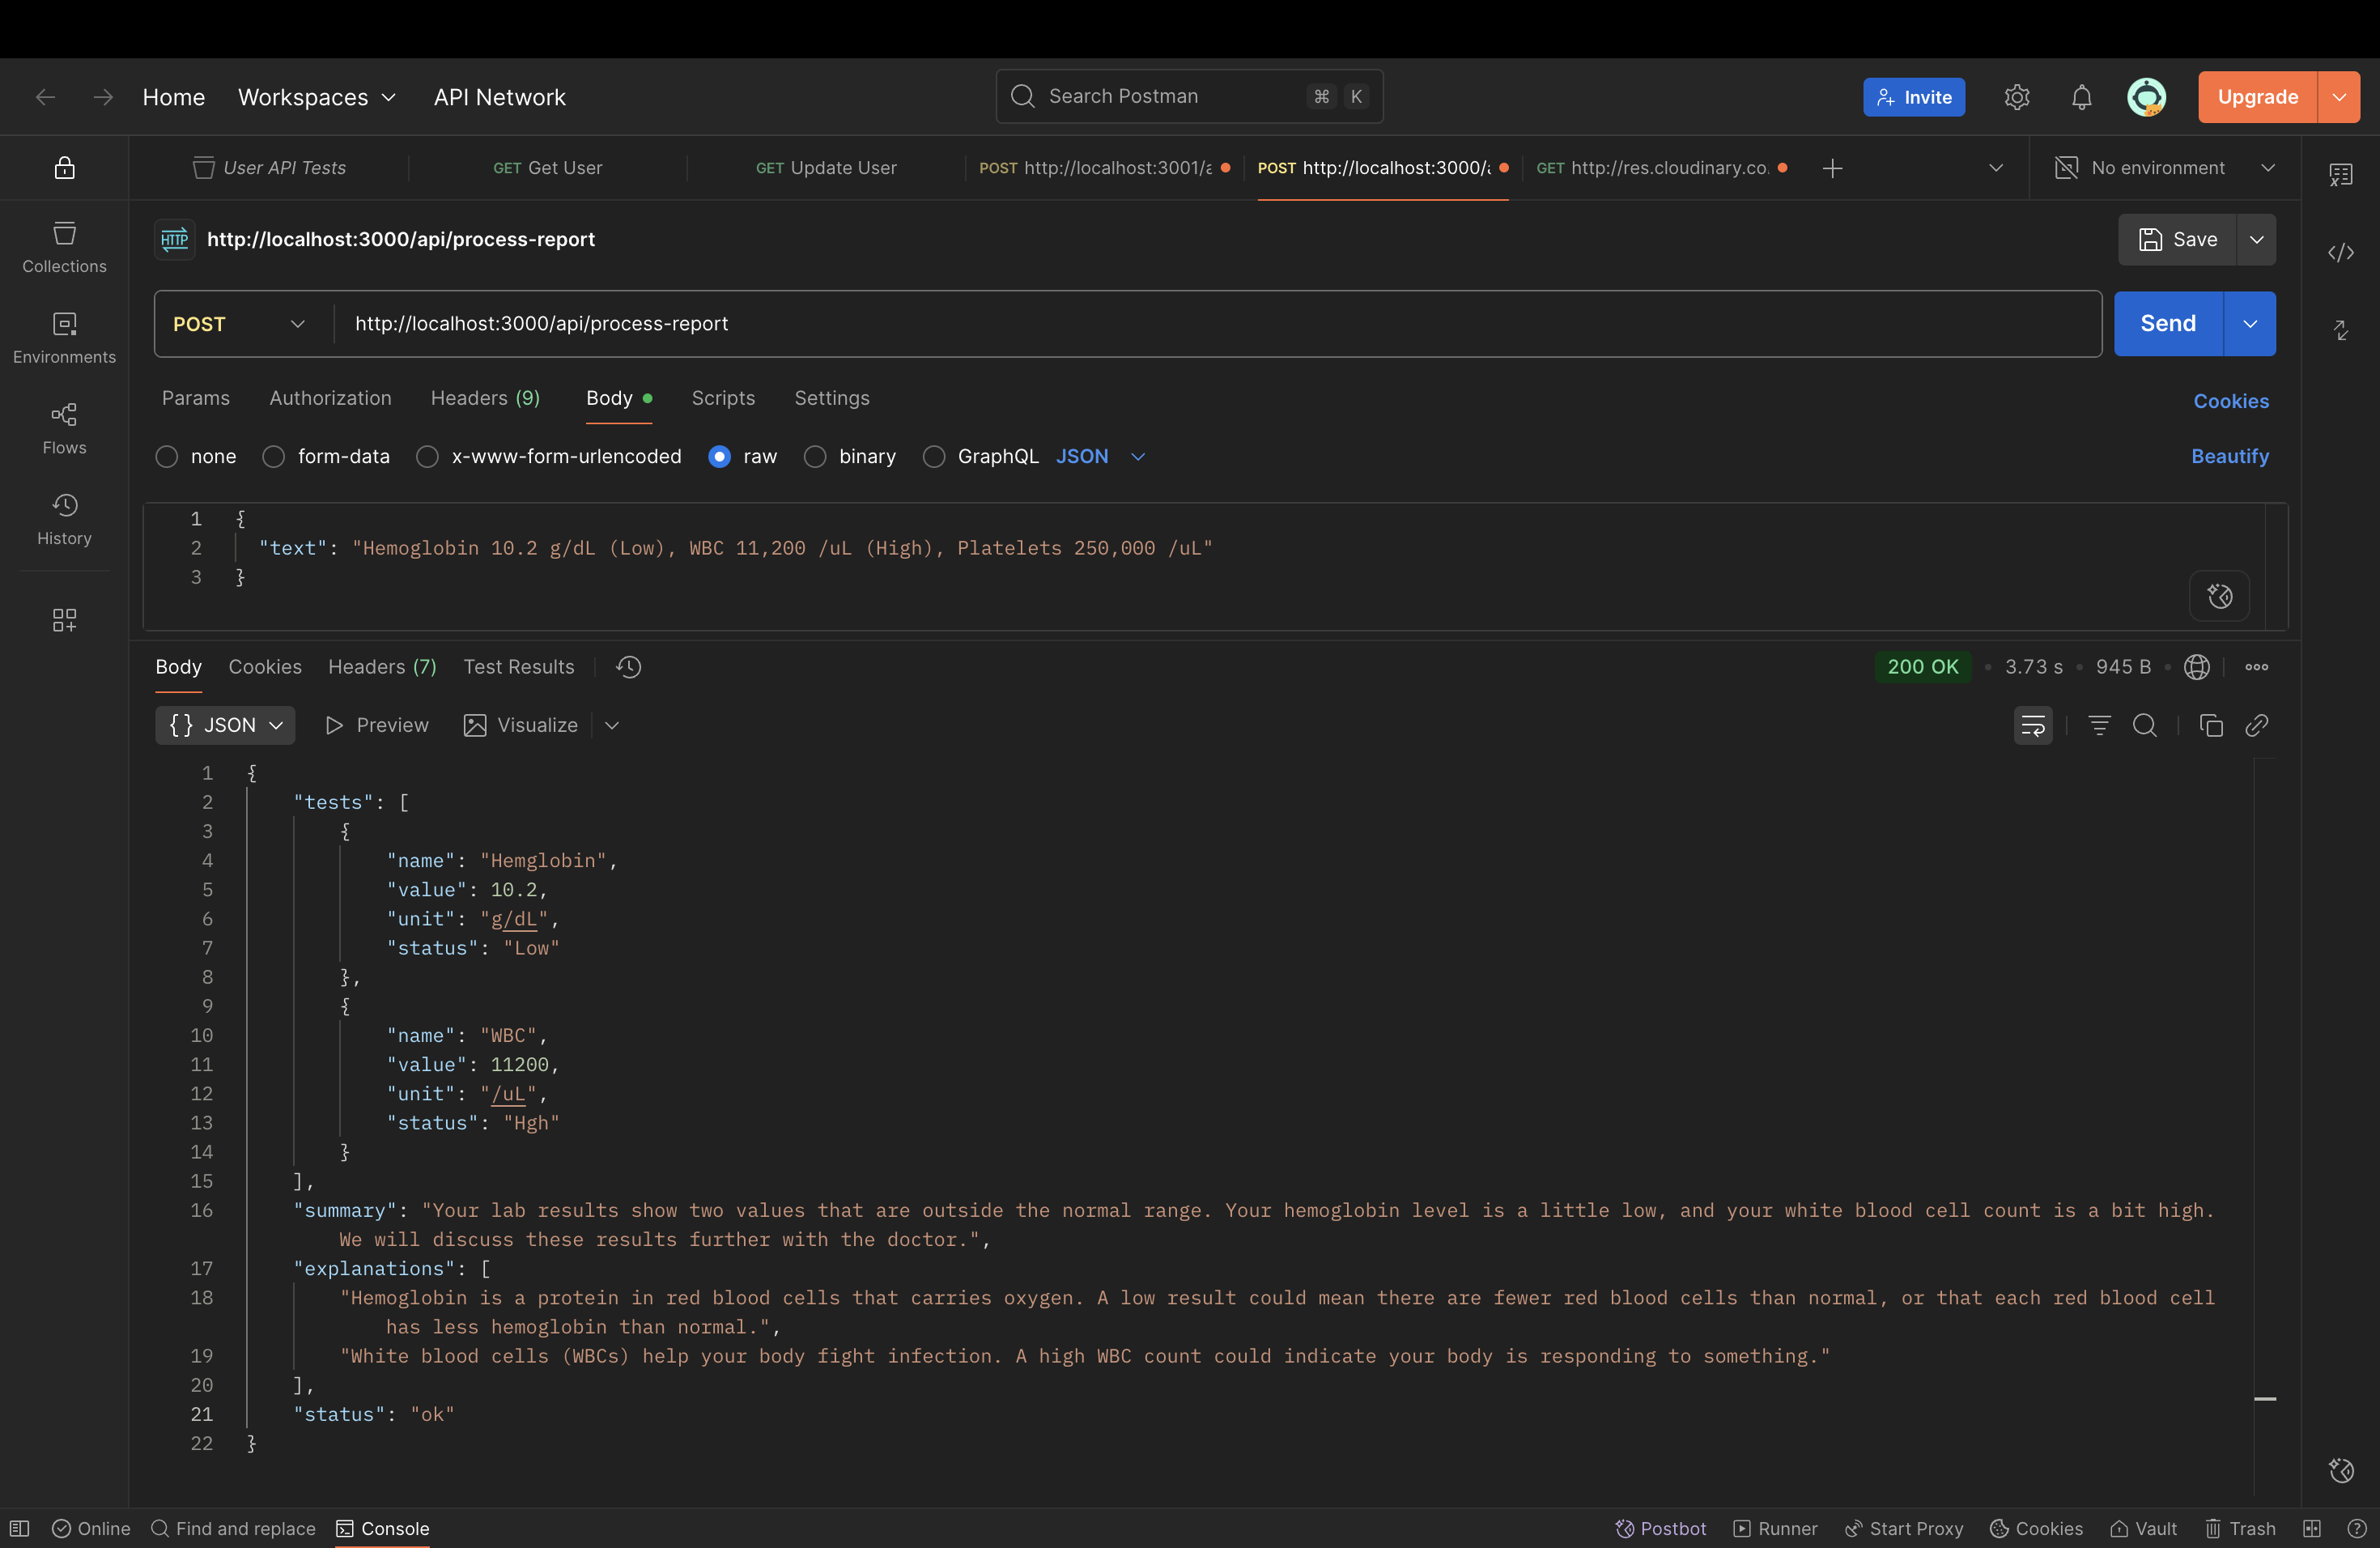 Home Workspaces API Network Search Postman ⌘ K Invite Upgrade
User API Tests GET Get User GET Update User POST http://localhost:3001/a POST http://localhost:3000/a GET http://res.cloudinary.co. No environment
HTTP http://localhost:3000/api/process-report Save
Collections
Environments
Flows
History
POST http://localhost:3000/api/process-report Send
Params Authorization Headers (9) Body Scripts Settings Cookies
none form-data x-www-form-urlencoded raw binary GraphQL JSON Beautify
1 {
2 "text": "Hemoglobin 10.2 g/dL (Low), WBC 11,200 /uL (High), Platelets 250,000 /uL"
3 }
Body Cookies Headers (7) Test Results 200 OK • 3.73 s • 945 B
{} JSON Preview Visualize
1 {
2 "tests": [
3 {
4 "name": "Hemglobin",
5 "value": 10.2,
6 "unit": "g/dL",
7 "status": "Low"
8 },
9 {
10 "name": "WBC",
11 "value": 11200,
12 "unit": "/uL",
13 "status": "Hgh"
14 }
15 ],
16 "summary": "Your lab results show two values that are outside the normal range. Your hemoglobin level is a little low, and your white blood cell count is a bit high.
We will discuss these results further with the doctor.",
17 "explanations": [
18 "Hemoglobin is a protein in red blood cells that carries oxygen. A low result could mean there are fewer red blood cells than normal, or that each red blood cell
has less hemoglobin than normal.",
19 "White blood cells (WBCs) help your body fight infection. A high WBC count could indicate your body is responding to something."
20 ],
21 "status": "ok"
22 }
Online Find and replace Console Postbot Runner Start Proxy Cookies Vault Trash